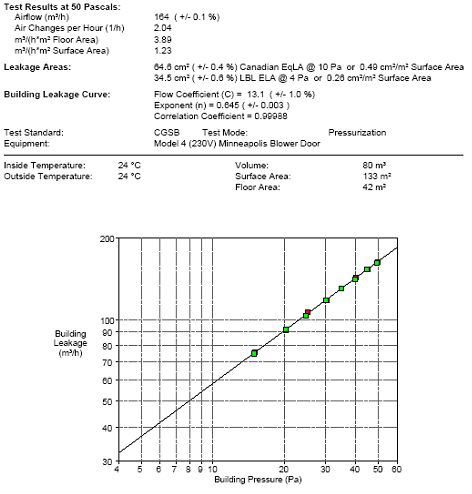 Test Results at 50 Pascals:
Airflow (m³/h) 164 ( +/- 0.1 %)
Air Changes per Hour (1/h) 2.04
m³/(h*m² Floor Area) 3.89
m³/(h*m² Surface Area) 1.23
Leakage Areas: 64.6 cm² ( +/- 0.4 %) Canadian EqLA @ 10 Pa or 0.49 cm²/m² Surface Area
34.5 cm² ( +/- 0.6 %) LBL ELA @ 4 Pa or 0.26 cm²/m² Surface Area
Building Leakage Curve: Flow Coefficient (C) = 13.1 ( +/- 1.0 %)
Exponent (n) = 0.645 ( +/- 0.003 )
Correlation Coefficient = 0.99988
Test Standard: CGSB Test Mode: Pressurization
Equipment: Model 4 (230V) Minneapolis Blower Door
Inside Temperature: 24 °C Volume: 80 m³
Outside Temperature: 24 °C Surface Area: 133 m²
Floor Area: 42 m²
200
100
90
80
70
60
50
40
30
Building
Leakage
(m³/h)
4 5 6 7 8 9 10 20 30 40 50 60
Building Pressure (Pa)